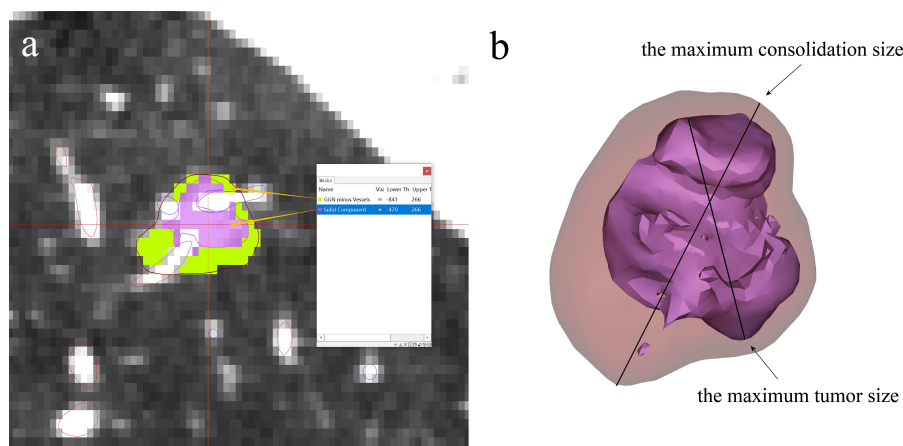 a
b
the maximum consolidation size
Masks
Name Visi Lower Th Upper T
GGN minus Vessels -841 266
Solid Component -470 266
the maximum tumor size